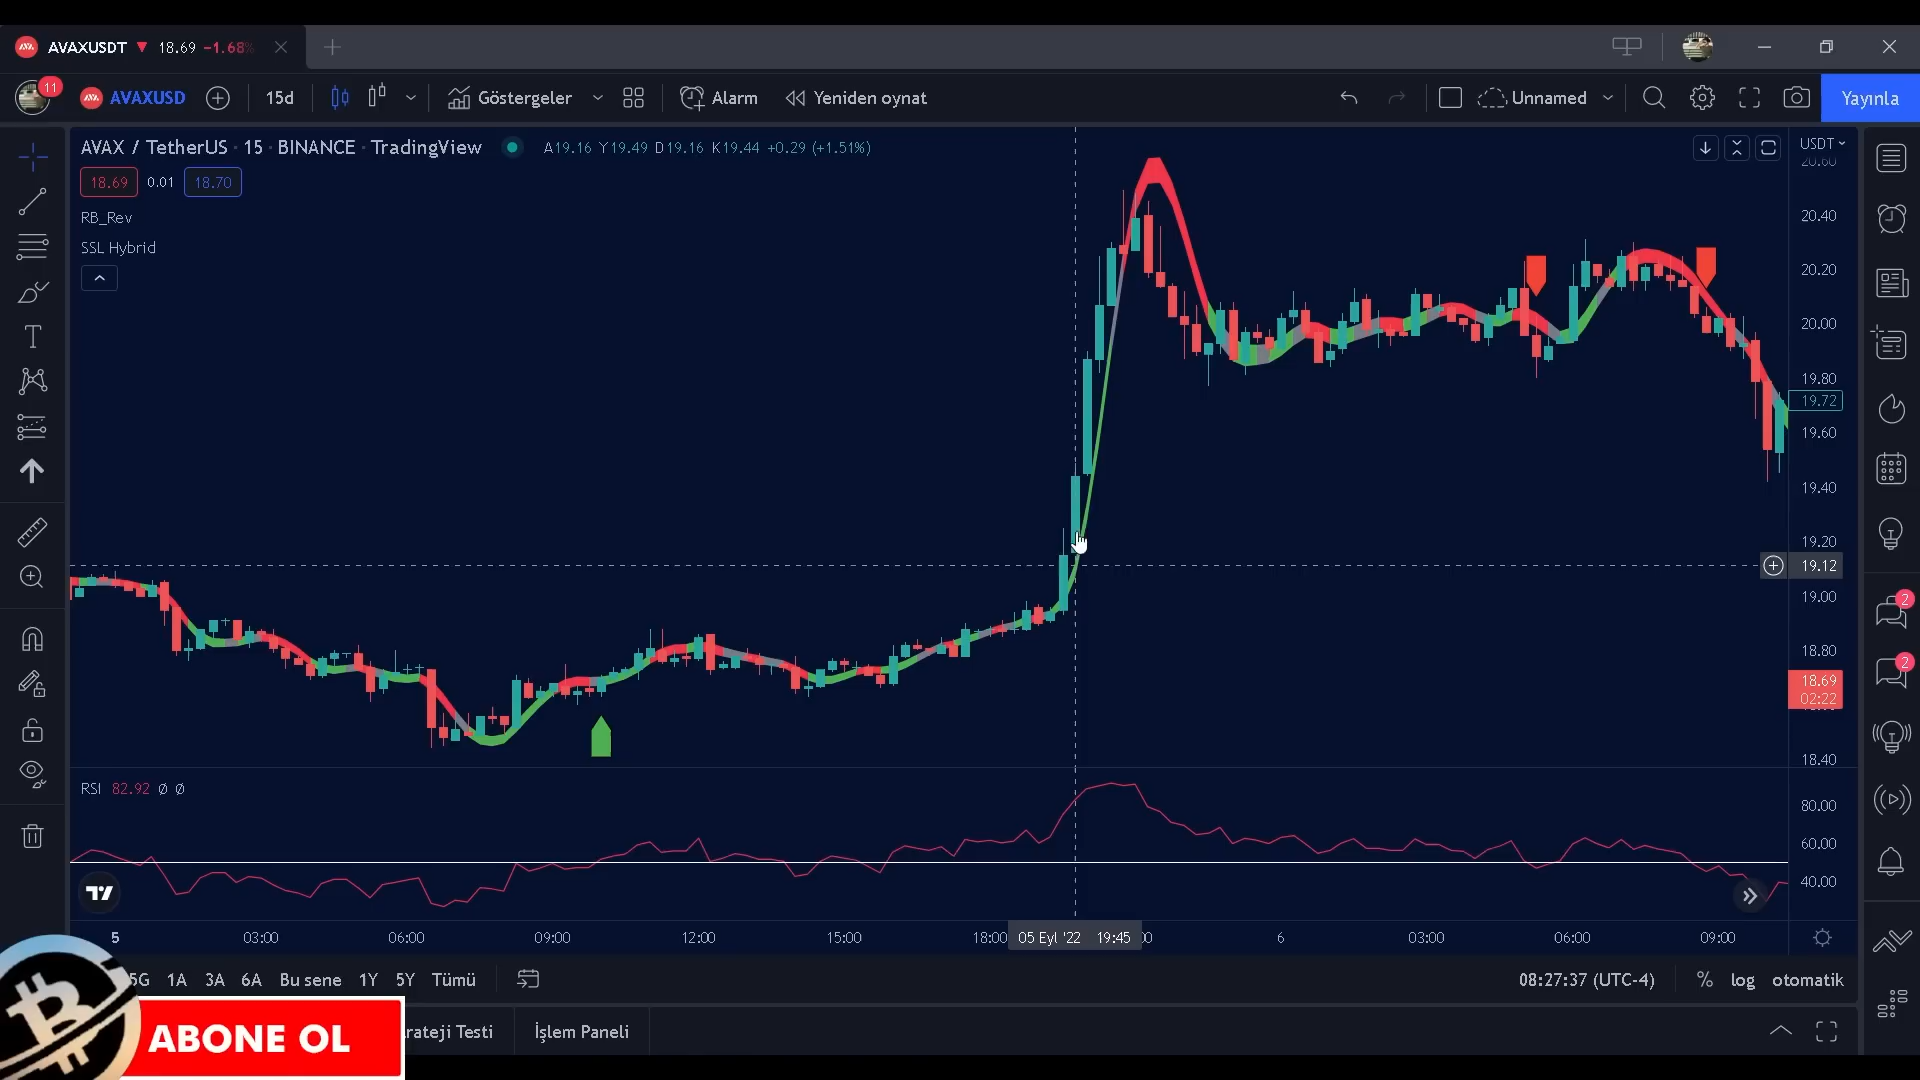 AVAXUSDT ▼ 18.69 −1.68%
11 AVAXUSD 15d Göstergeler Alarm Yeniden oynat Unnamed Yayınla
AVAX / TetherUS · 15 · BINANCE · TradingView A19.16 Y19.49 D19.16 K19.44 +0.29 (+1.51%)
USDT
18.69 0.01 18.70
RB_Rev
SSL Hybrid
20.60
20.40
20.20
20.00
19.80
19.72
19.60
19.40
19.20
19.12
19.00
18.80
18.69
02:22
18.40
2
2
RSI 82.92 Ø Ø
80.00
60.00
40.00
5 03:00 06:00 09:00 12:00 15:00 18:00 05 Eyl '22 19:45 6 03:00 06:00 09:00
5G 1A 3A 6A Bu sene 1Y 5Y Tümü 08:27:37 (UTC-4) % log otomatik
rateji Testi İşlem Paneli
ABONE OL